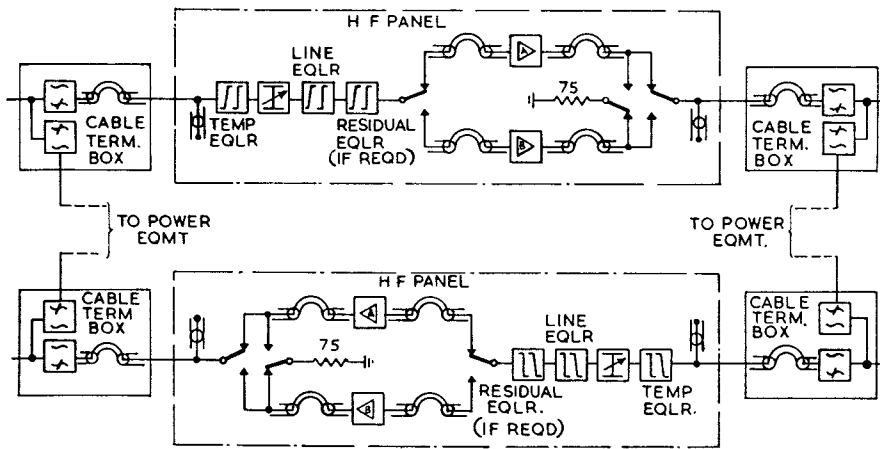 H F PANEL
LINE
EQLR
A
75
TEMP
EQLR
RESIDUAL
EQLR
(IF REQD)
B
CABLE
TERM.
BOX
CABLE
TERM.
BOX
TO POWER
EQMT
TO POWER
EQMT.
H F PANEL
CABLE
TERM
BOX
A
75
LINE
EQLR
CABLE
TERM.
BOX
B
RESIDUAL
EQLR.
(IF REQD)
TEMP
EQLR.